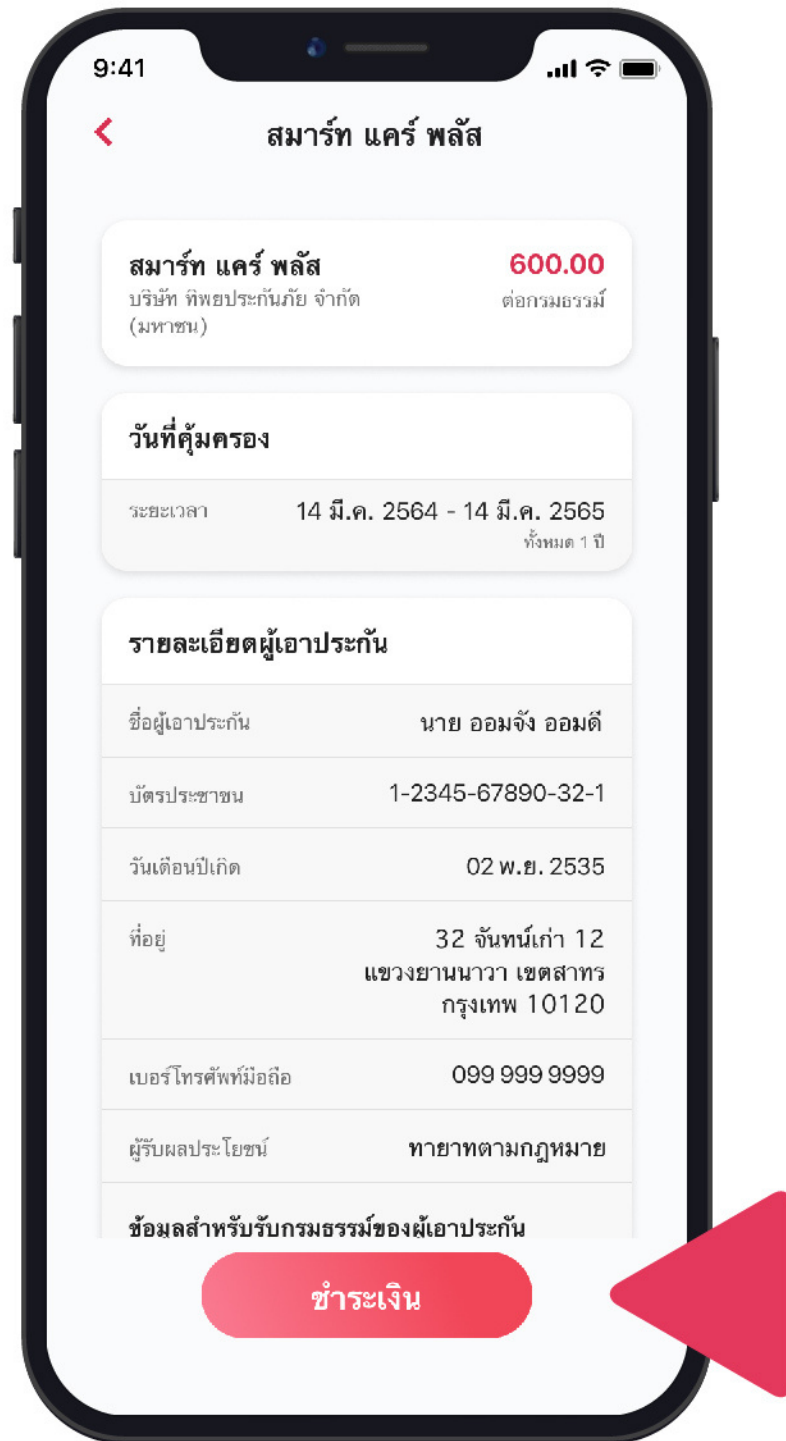 9:41
สมาร์ท แคร์ พลัส
สมาร์ท แคร์ พลัส 600.00
บริษัท ทิพยประกันภัย จำกัด ต่อกรมธรรม์
(มหาชน)
วันที่คุ้มครอง
ระยะเวลา 14 มี.ค. 2564 - 14 มี.ค. 2565
ทั้งหมด 1 ปี
รายละเอียดผู้เอาประกัน
ชื่อผู้เอาประกัน นาย ออมจัง ออมดี
บัตรประชาชน 1-2345-67890-32-1
วันเดือนปีเกิด 02 พ.ย. 2535
ที่อยู่ 32 จันทน์เก่า 12
แขวงยานนาวา เขตสาทร
กรุงเทพ 10120
เบอร์โทรศัพท์มือถือ 099 999 9999
ผู้รับผลประโยชน์ ทายาทตามกฎหมาย
ข้อมูลสำหรับรับกรมธรรม์ของผู้เอาประกัน
ชำระเงิน